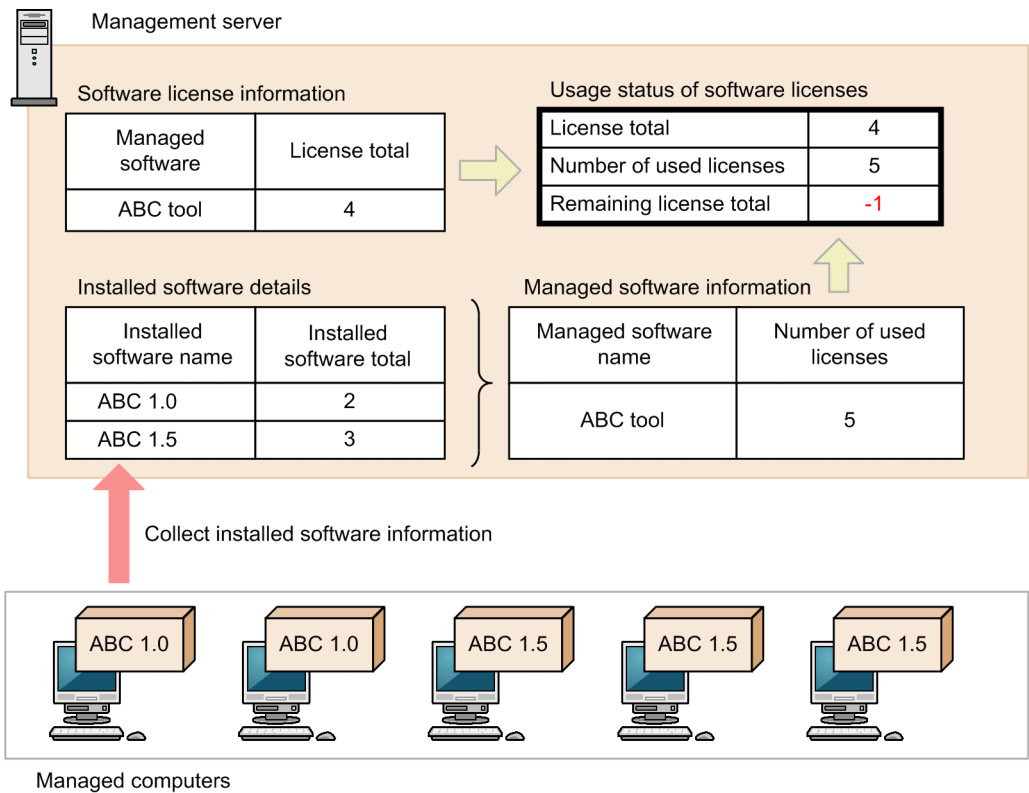 Management server
Software license information
Managed
software
License total
ABC tool
4
Usage status of software licenses
License total
4
Number of used licenses
5
Remaining license total
-1
Installed software details
Installed
software name
Installed
software total
ABC 1.0
2
ABC 1.5
3
Managed software information
Managed software
name
Number of used
licenses
ABC tool
5
Collect installed software information
ABC 1.0
ABC 1.0
ABC 1.5
ABC 1.5
ABC 1.5
Managed computers